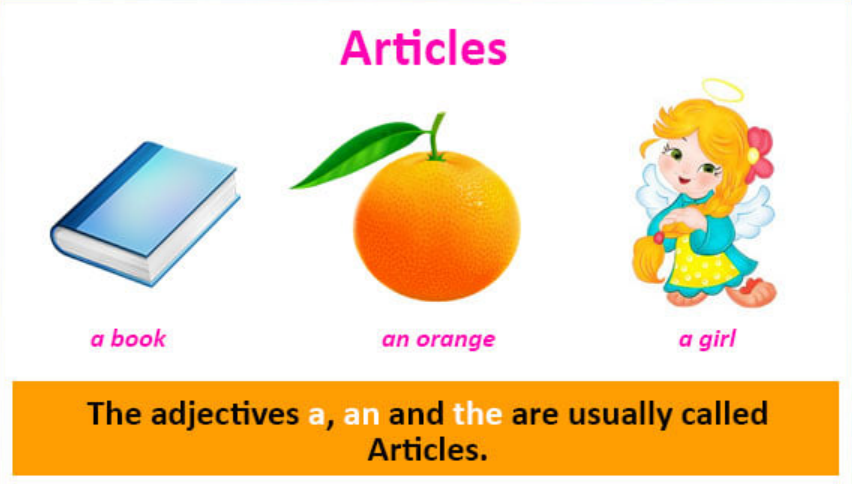 Articles
a book
an orange
a girl
The adjectives a, an and the are usually called
Articles.